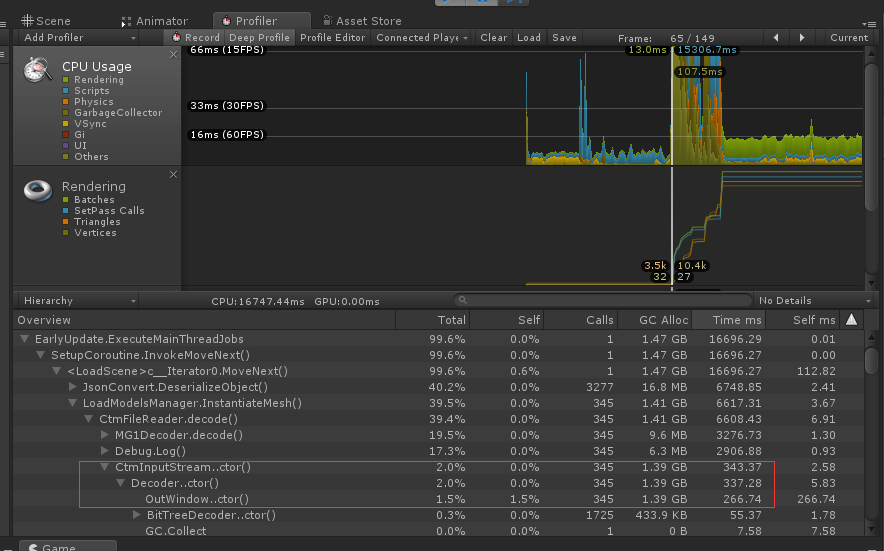 Scene Animator Profiler Asset Store
Add Profiler Record Deep Profile Profile Editor Connected Playe Clear Load Save Frame: 65 / 149 Current
CPU Usage
Rendering
Scripts
Physics
GarbageCollector
VSync
Gi
UI
Others
66ms (15FPS) 13.0ms 15306.7ms
107.5ms
33ms (30FPS)
16ms (60FPS)
Rendering
Batches
SetPass Calls
Triangles
Vertices
3.5k 10.4k
32 27
Hierarchy CPU:16747.44ms GPU:0.00ms No Details
Overview Total Self Calls GC Alloc Time ms Self ms
EarlyUpdate.ExecuteMainThreadJobs 99.6% 0.0% 1 1.47 GB 16696.29 0.01
SetupCoroutine.InvokeMoveNext() 99.6% 0.0% 1 1.47 GB 16696.27 0.00
<LoadScene>c__Iterator0.MoveNext() 99.6% 0.6% 1 1.47 GB 16696.27 112.82
JsonConvert.DeserializeObject() 40.2% 0.0% 3277 16.8 MB 6748.85 2.41
LoadModelsManager.InstantiateMesh() 39.5% 0.0% 345 1.41 GB 6617.31 3.67
CtmFileReader.decode() 39.4% 0.0% 345 1.41 GB 6608.43 6.91
MG1Decoder.decode() 19.5% 0.0% 345 9.6 MB 3276.73 1.30
Debug.Log() 17.3% 0.0% 345 6.3 MB 2906.88 0.93
CtmInputStream..ctor() 2.0% 0.0% 345 1.39 GB 343.37 2.58
Decoder..ctor() 2.0% 0.0% 345 1.39 GB 337.28 5.83
OutWindow..ctor() 1.5% 1.5% 345 1.39 GB 266.74 266.74
BitTreeDecoder..ctor() 0.3% 0.0% 1725 433.9 KB 55.37 1.78
GC.Collect 0.0% 0.0% 1 0 B 7.58 7.58
Game